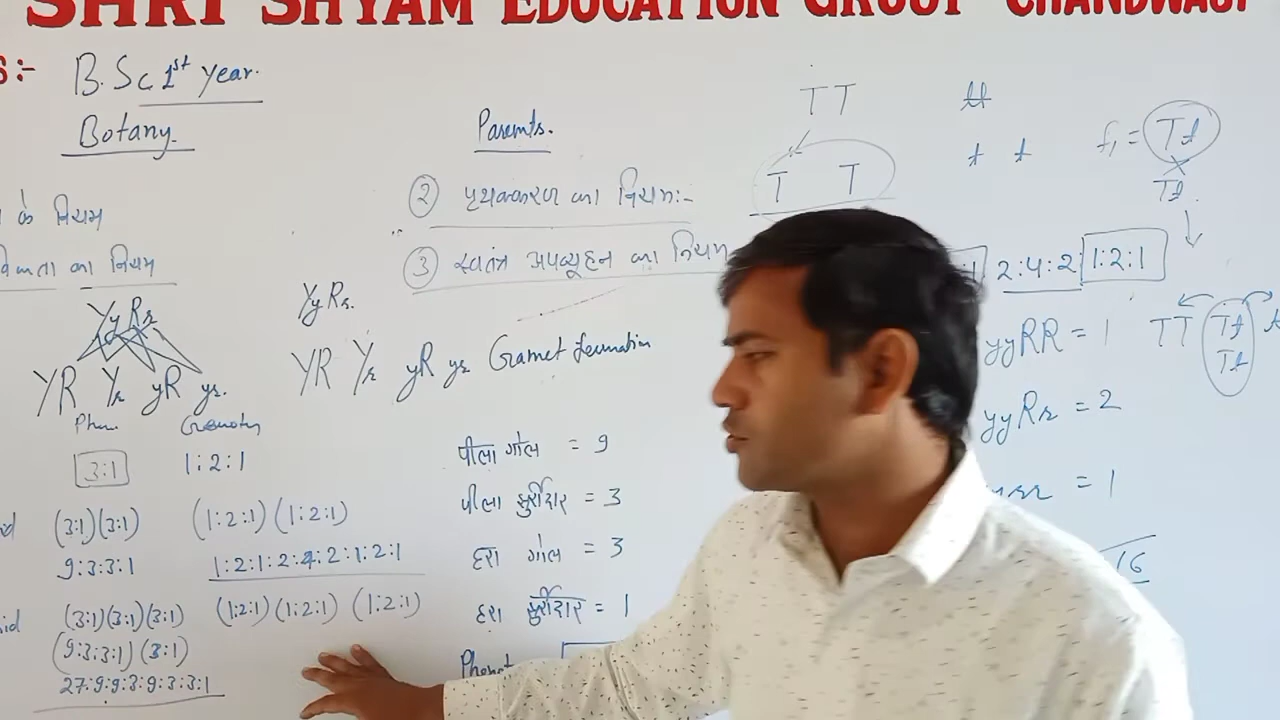 SHRI SHYAM EDUCATION GROUP CHANDWAJI
S:-
B.Sc 1st Year.
Botany.
के नियम
का नियम
YyRr
YR Yr yR yr.
Phen.
3:1 1:2:1
(3:1)(3:1) (1:2:1)(1:2:1)
9:3:3:1 1:2:1:2:4:2:1:2:1
(3:1)(3:1)(3:1) (1:2:1)(1:2:1)(1:2:1)
(9:3:3:1)(3:1)
27:9:9:3:9:3:3:1
Parents.
② पृथक्करण का नियम:-
③ स्वतंत्र अपव्यूहन का नियम
YyRr.
YR Yr yR yr Gamet formation
पीला गोल = 9
पीला झुर्रीदार = 3
हरा गोल = 3
हरा झुर्रीदार = 1
TT tt
T T t t
f1 = Tt
×
Tt.
:1 2:4:2 1:2:1
yyRR = 1
yyRr = 2
= 1
16
TT Tt
Tt